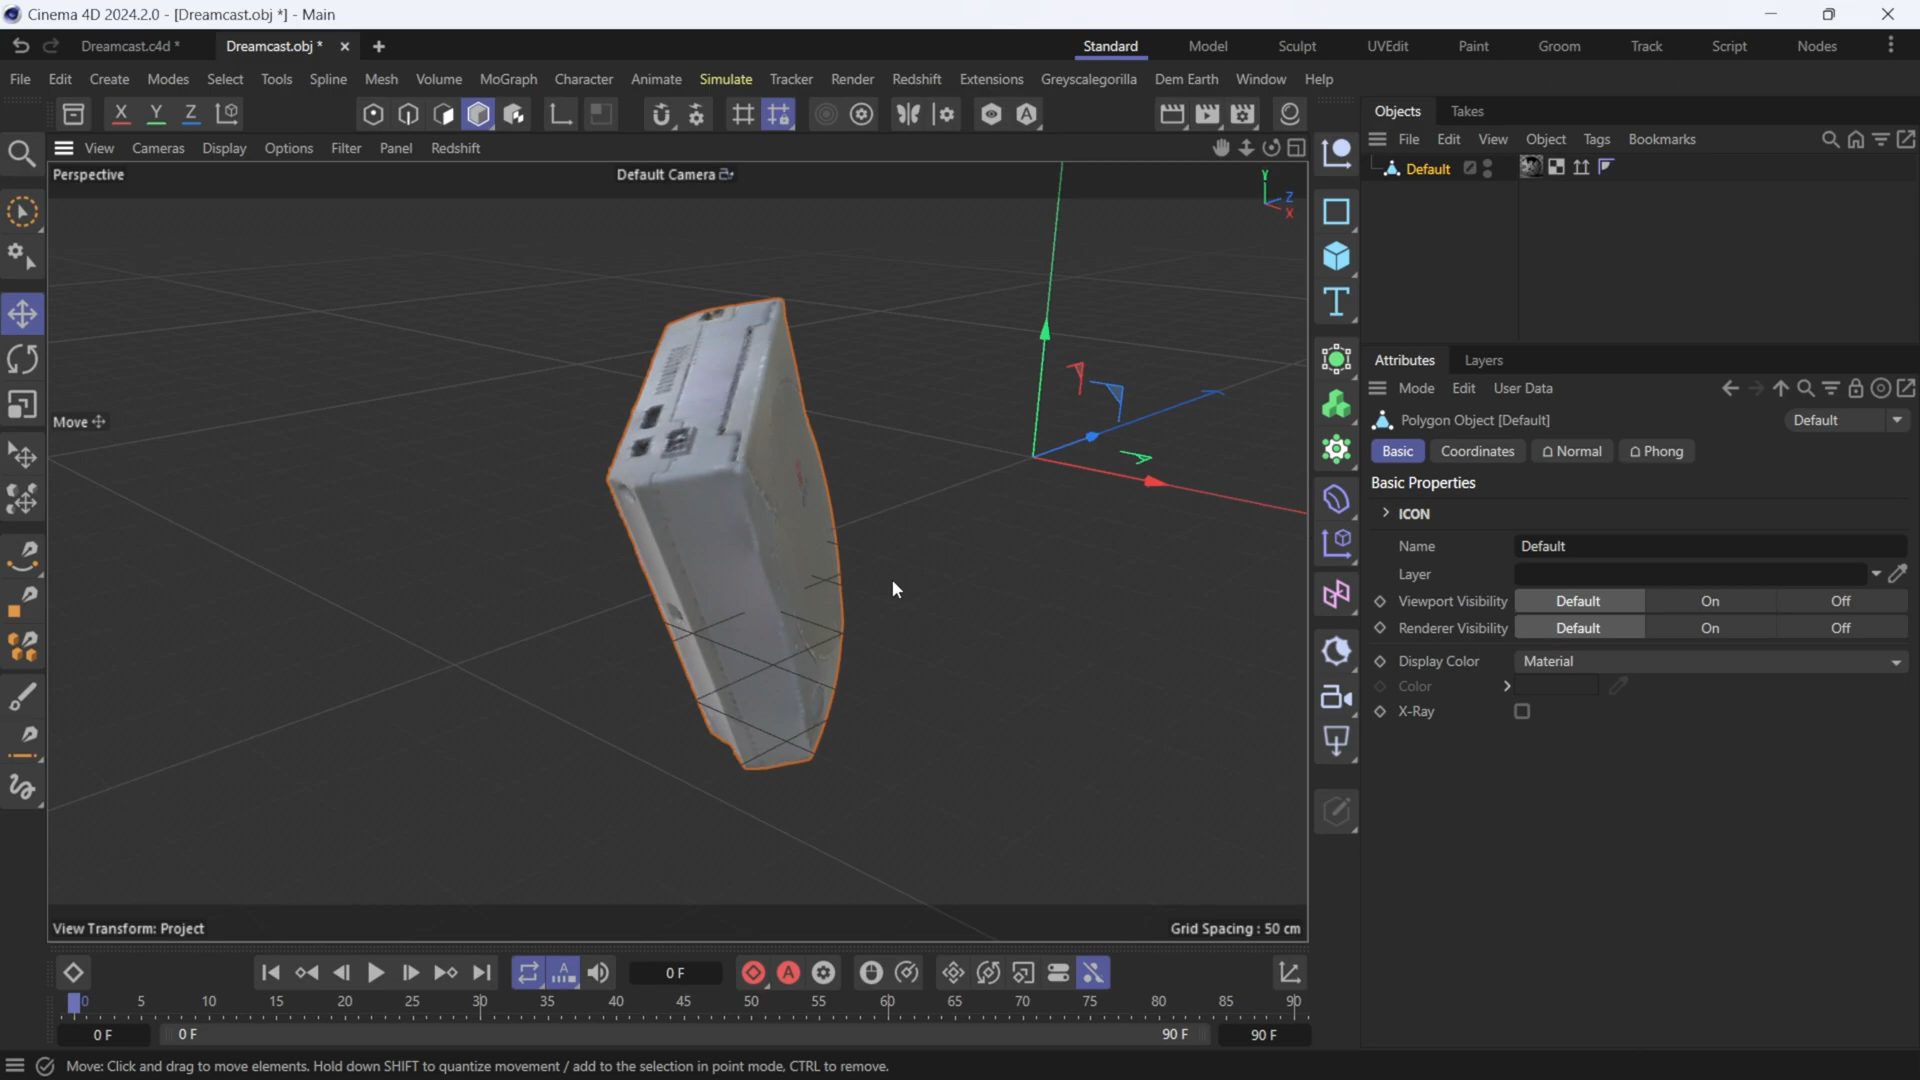 Cinema 4D 2024.2.0 - [Dreamcast.obj *] - Main
Dreamcast.c4d *
Dreamcast.obj *
Standard
Model
Sculpt
UVEdit
Paint
Groom
Track
Script
Nodes
File Edit Create Modes Select Tools Spline Mesh Volume MoGraph Character Animate Simulate Tracker Render Redshift Extensions Greyscalegorilla Dem Earth Window Help
X Y Z
Objects Takes
File Edit View Object Tags Bookmarks
View Cameras Display Options Filter Panel Redshift
Perspective
Default Camera
Y
Z
X
Default
Move
Attributes Layers
Mode Edit User Data
Polygon Object [Default]
Default
Basic Coordinates Normal Phong
Basic Properties
ICON
Name Default
Layer
Viewport Visibility Default On Off
Renderer Visibility Default On Off
Display Color Material
Color
X-Ray
View Transform: Project
Grid Spacing : 50 cm
0 F
0 5 10 15 20 25 30 35 40 45 50 55 60 65 70 75 80 85 90
0 F 0 F 90 F 90 F
Move: Click and drag to move elements. Hold down SHIFT to quantize movement / add to the selection in point mode, CTRL to remove.